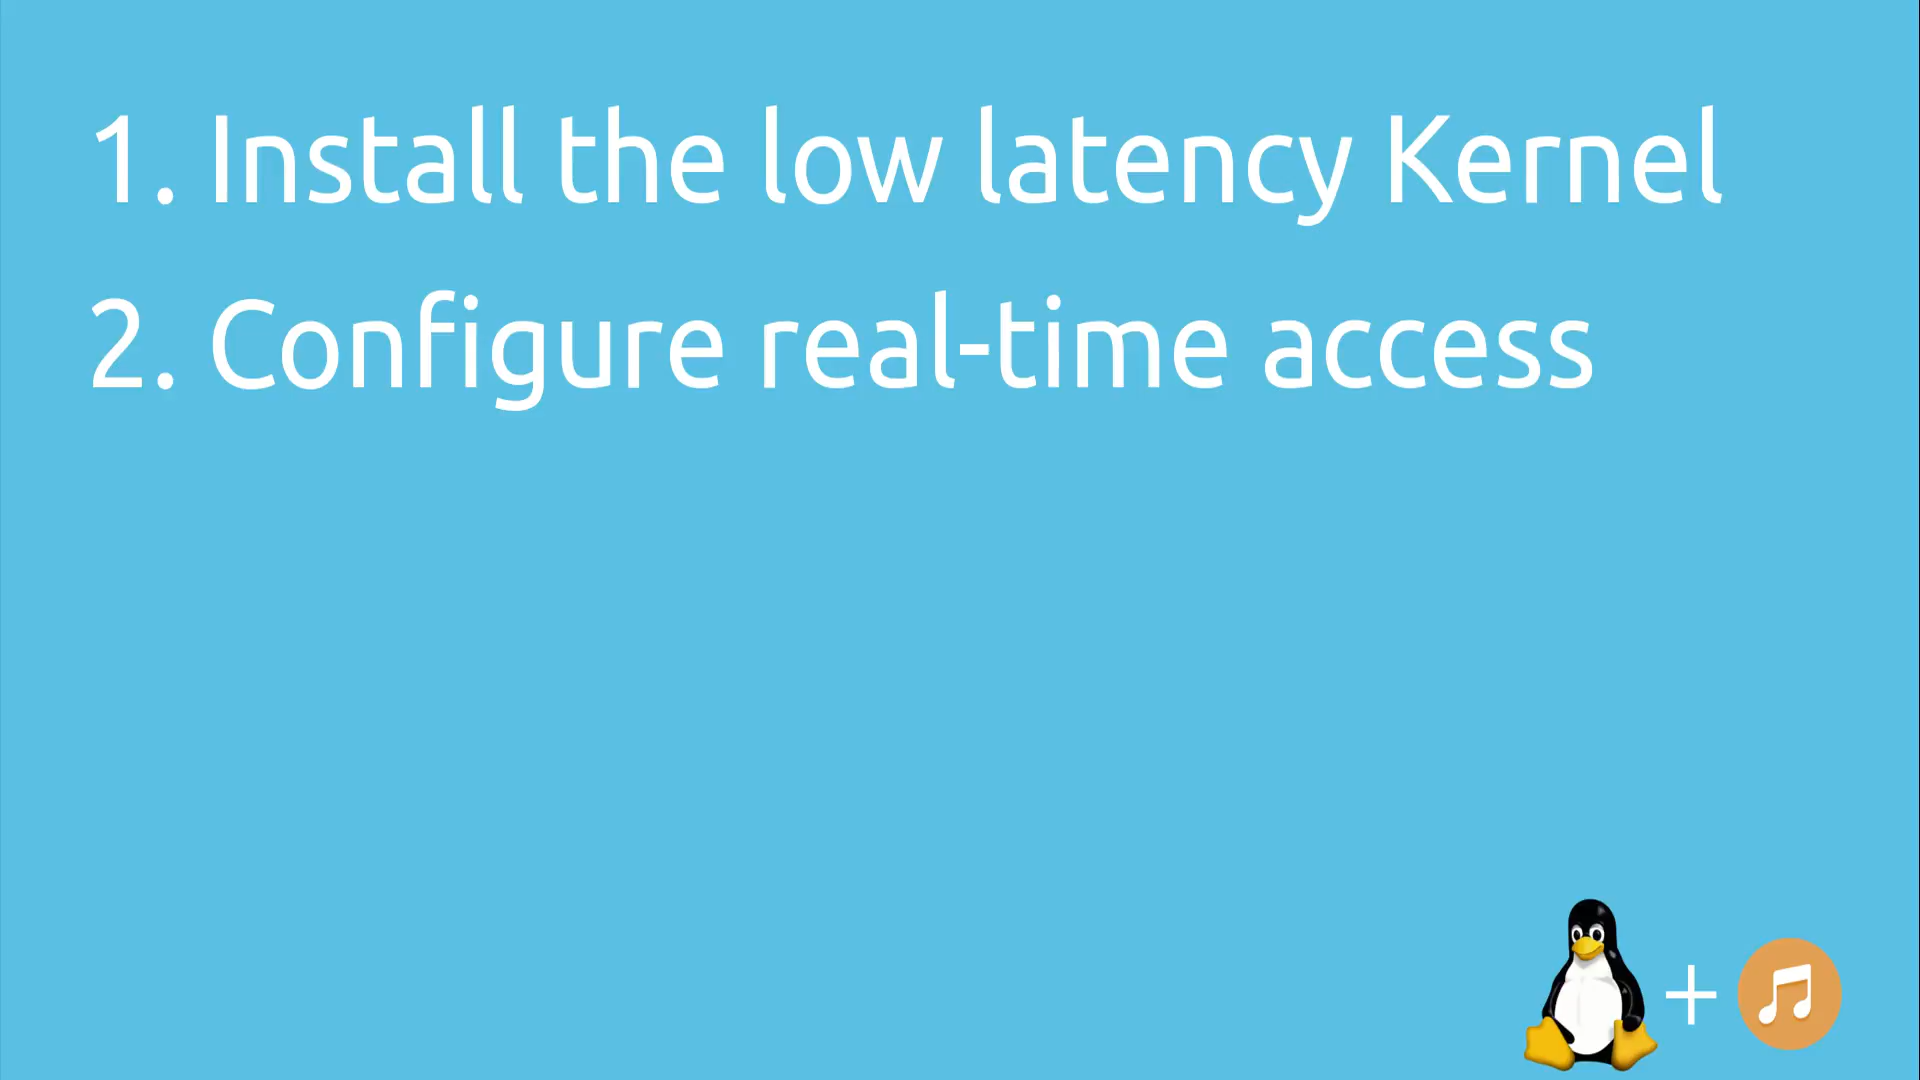 1. Install the low latency Kernel
2. Configure real-time access
+